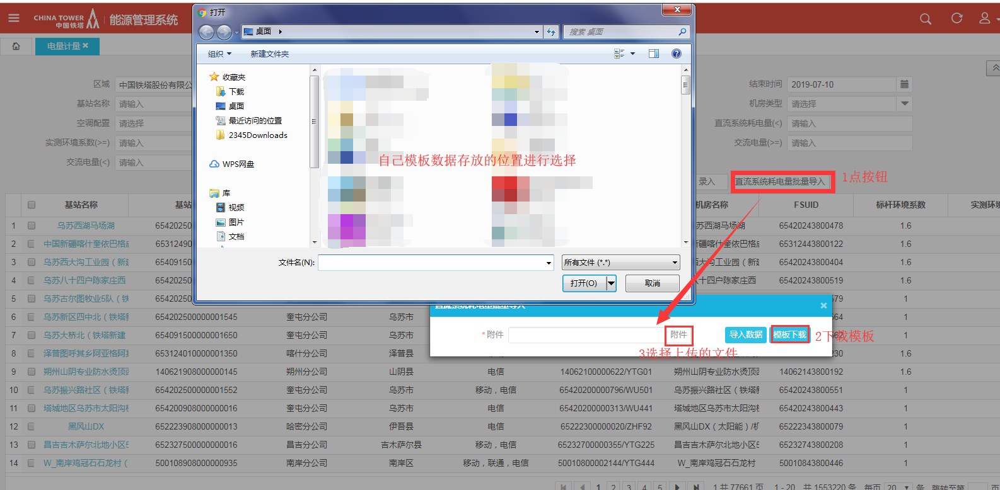 CHINA TOWER
中国铁塔
能源管理系统
打开
桌面
搜索 桌面
组织
新建文件夹
电量计量
收藏夹
下载
桌面
最近访问的位置
2345Downloads
WPS网盘
库
视频
图片
文档
自己模板数据存放的位置进行选择
文件名(N):
所有文件 (*.*)
打开(O)
取消
区域 中国铁塔股份有限公
结束时间 2019-07-10
基站名称 请输入
机房类型 请选择
空调配置 请选择
直流系统耗电量(<) 请输入
实测环境系数(>=) 请输入
交流电量(>=) 请输入
交流电量(<) 请输入
录入 直流系统耗电量批量导入 1点按钮
基站名称 基站 机房名称 FSUID 标杆环境系数 实测环境
1 乌苏西湖马场湖 65420250 苏西湖马场湖 65420243800478 1.6
2 中国新疆喀什奎依巴格 65312490 新疆喀什奎依巴格 65312443800122 1.6
3 乌苏西大沟工业园（新 65409150 西大沟工业园（新 65420243800404 1.6
4 乌苏八十四户陈家庄西 65420250 十四户陈家庄西 65420243800519 1.6
5 乌苏古尔图牧业5队（铁 65420250 579 1
6 乌苏新区四中北（铁塔新 654202500000001545 奎屯分公司 乌苏市 564 1
7 乌苏大桥北（铁塔新建 654091500000001650 奎屯分公司 乌苏市 62 1
8 泽普图呼其乡阿亚格阿 653124010000001350 喀什分公司 泽普县 230 1.6
9 朔州山阴专业防水烫顶 140621908000000145 朔州分公司 山阴县 电信 14062100000622/YTG01 朔州山阴专业防水烫顶 14062143800192 1.6
10 乌苏振兴路社区（铁塔新 654202500000001552 奎屯分公司 乌苏市 移动，电信 65420200000796/WU501 乌苏振兴路社区（铁塔新 65420243800551 1
11 塔城地区乌苏市太阳沟 654200908000000016 奎屯分公司 乌苏市 电信 65420200000313/WU441 塔城地区乌苏市太阳沟 65420243800443 1
12 黑风山DX 652223908000000013 哈密分公司 伊吾县 电信 65222300000020/ZHF92 黑风山DX（太阳能）/机 65222343800079 1
13 昌吉吉木萨尔北地小区 652327500000000016 昌吉分公司 吉木萨尔县 移动，电信 65232700000355/YTG225 昌吉吉木萨尔北地小区 65232743800208 1
14 W_南岸鸡冠石石龙村（ 500108908000000935 南岸分公司 南岸区 移动，联通，电信 50010800002144/YTG444 W_南岸鸡冠石石龙村 50010843800446 1
直流系统耗电量批量导入
*附件 附件 导入数据 模板下载 2下载模板
3选择上传的文件
1 2 3 4 5 1 共 77661 页 1 - 20 共 1553220 条 每页 20 条 跳转至第 页